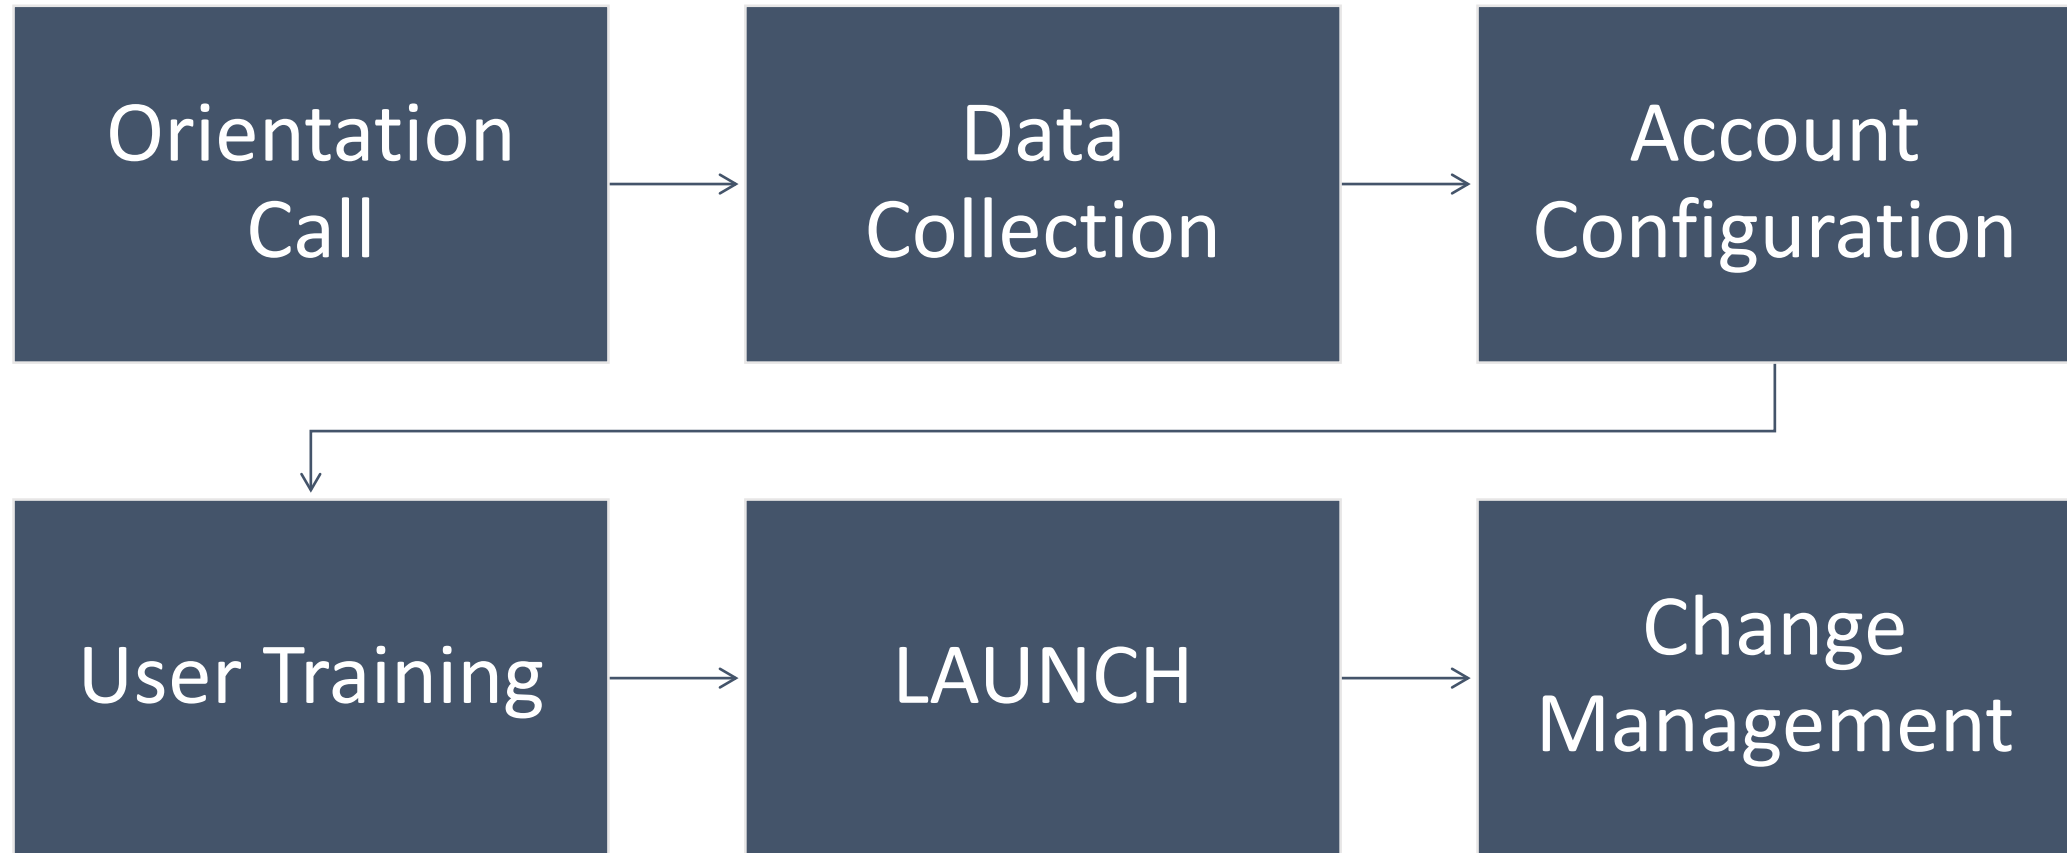 Orientation
Call
Data
Collection
Account
Configuration
User Training
LAUNCH
Change
Management